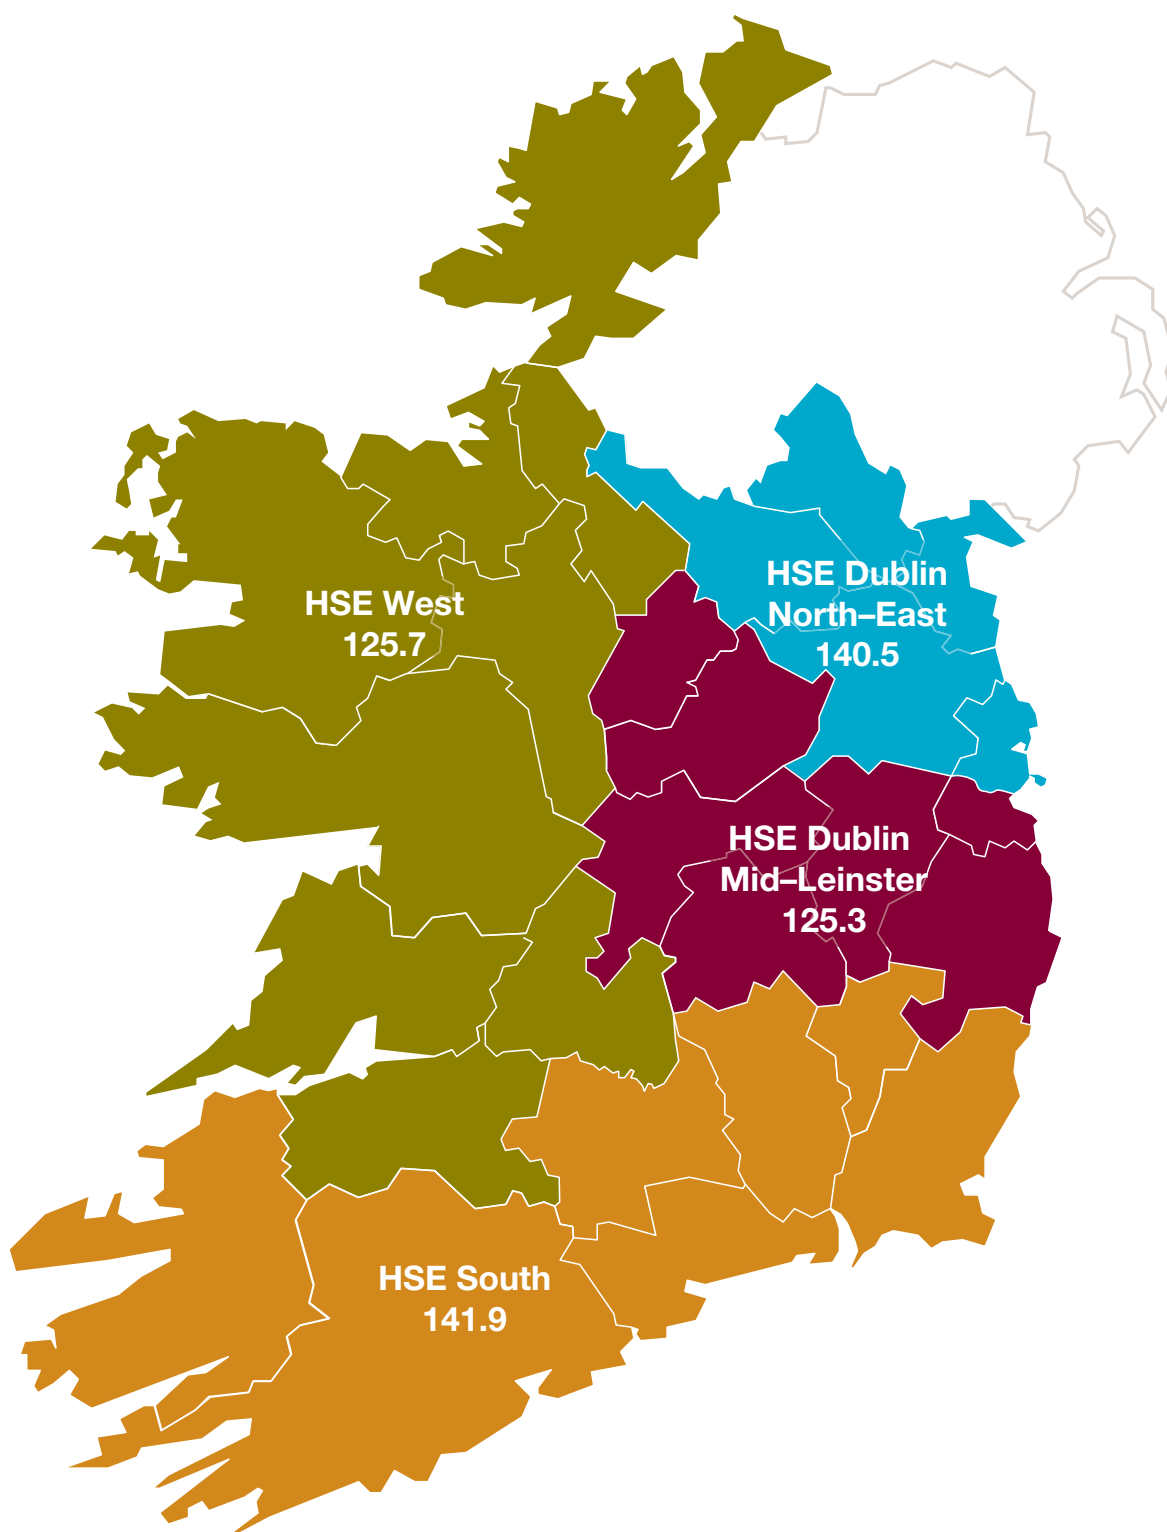 HSE West
125.7
HSE Dublin
North–East
140.5
HSE Dublin
Mid–Leinster
125.3
HSE South
141.9